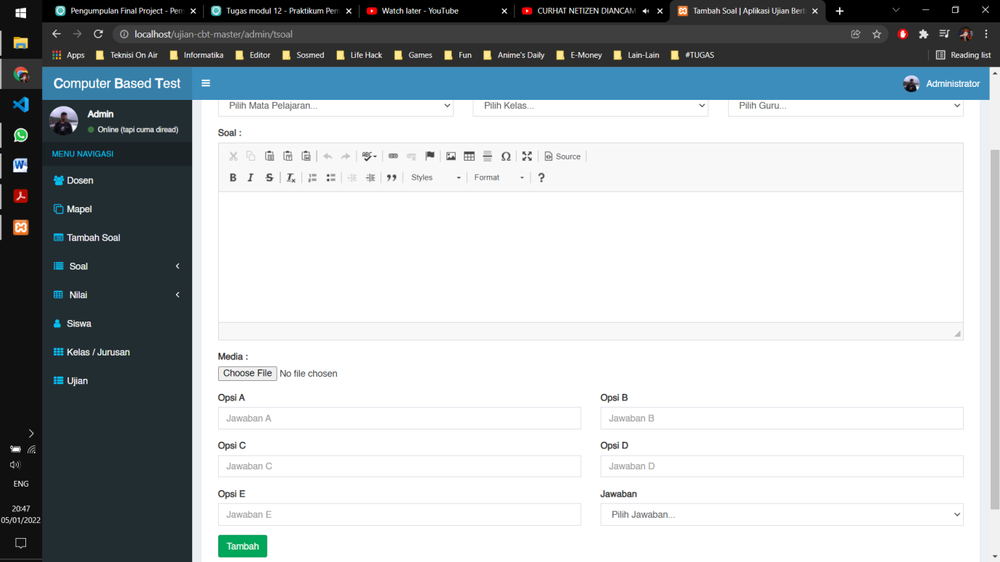 Pengumpulan Final Project - Pem
Tugas modul 12 - Praktikum Pem
Watch later - YouTube
CURHAT NETIZEN DIANCAM
Tambah Soal | Aplikasi Ujian Berb
localhost/ujian-cbt-master/admin/tsoal
Apps
Teknisi On Air
Informatika
Editor
Sosmed
Life Hack
Games
Fun
Anime's Daily
E-Money
Lain-Lain
#TUGAS
Reading list
Computer Based Test
Administrator
Admin
Online (tapi cuma diread)
MENU NAVIGASI
Dosen
Mapel
Tambah Soal
Soal
Nilai
Siswa
Kelas / Jurusan
Ujian
Pilih Mata Pelajaran...
Pilih Kelas...
Pilih Guru...
Soal :
Source
Styles
Format
Media :
Choose File No file chosen
Opsi A
Opsi B
Jawaban A
Jawaban B
Opsi C
Opsi D
Jawaban C
Jawaban D
Opsi E
Jawaban
Jawaban E
Pilih Jawaban...
Tambah
ENG
20:47
05/01/2022